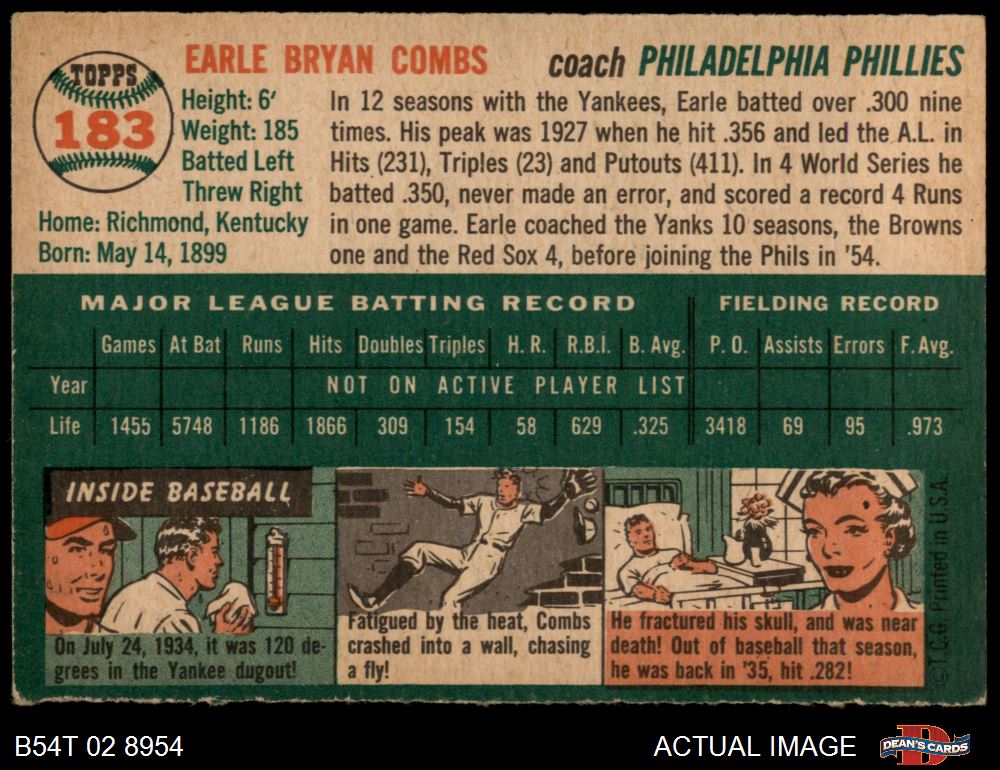 TOPPS
183
EARLE BRYAN COMBS
coach PHILADELPHIA PHILLIES
Height: 6'
Weight: 185
Batted Left
Threw Right
Home: Richmond, Kentucky
Born: May 14, 1899
In 12 seasons with the Yankees, Earle batted over .300 nine
times. His peak was 1927 when he hit .356 and led the A.L. in
Hits (231), Triples (23) and Putouts (411). In 4 World Series he
batted .350, never made an error, and scored a record 4 Runs
in one game. Earle coached the Yanks 10 seasons, the Browns
one and the Red Sox 4, before joining the Phils in '54.
MAJOR LEAGUE BATTING RECORD FIELDING RECORD
Games At Bat Runs Hits Doubles Triples H. R. R.B.I. B. Avg. P. O. Assists Errors F. Avg.
Year NOT ON ACTIVE PLAYER LIST
Life 1455 5748 1186 1866 309 154 58 629 .325 3418 69 95 .973
INSIDE BASEBALL
On July 24, 1934, it was 120 de-
grees in the Yankee dugout!
Fatigued by the heat, Combs
crashed into a wall, chasing
a fly!
He fractured his skull, and was near
death! Out of baseball that season,
he was back in '35, hit .282!
©T.C.G. Printed in U.S.A.
B54T 02 8954
ACTUAL IMAGE
DEAN'S CARDS